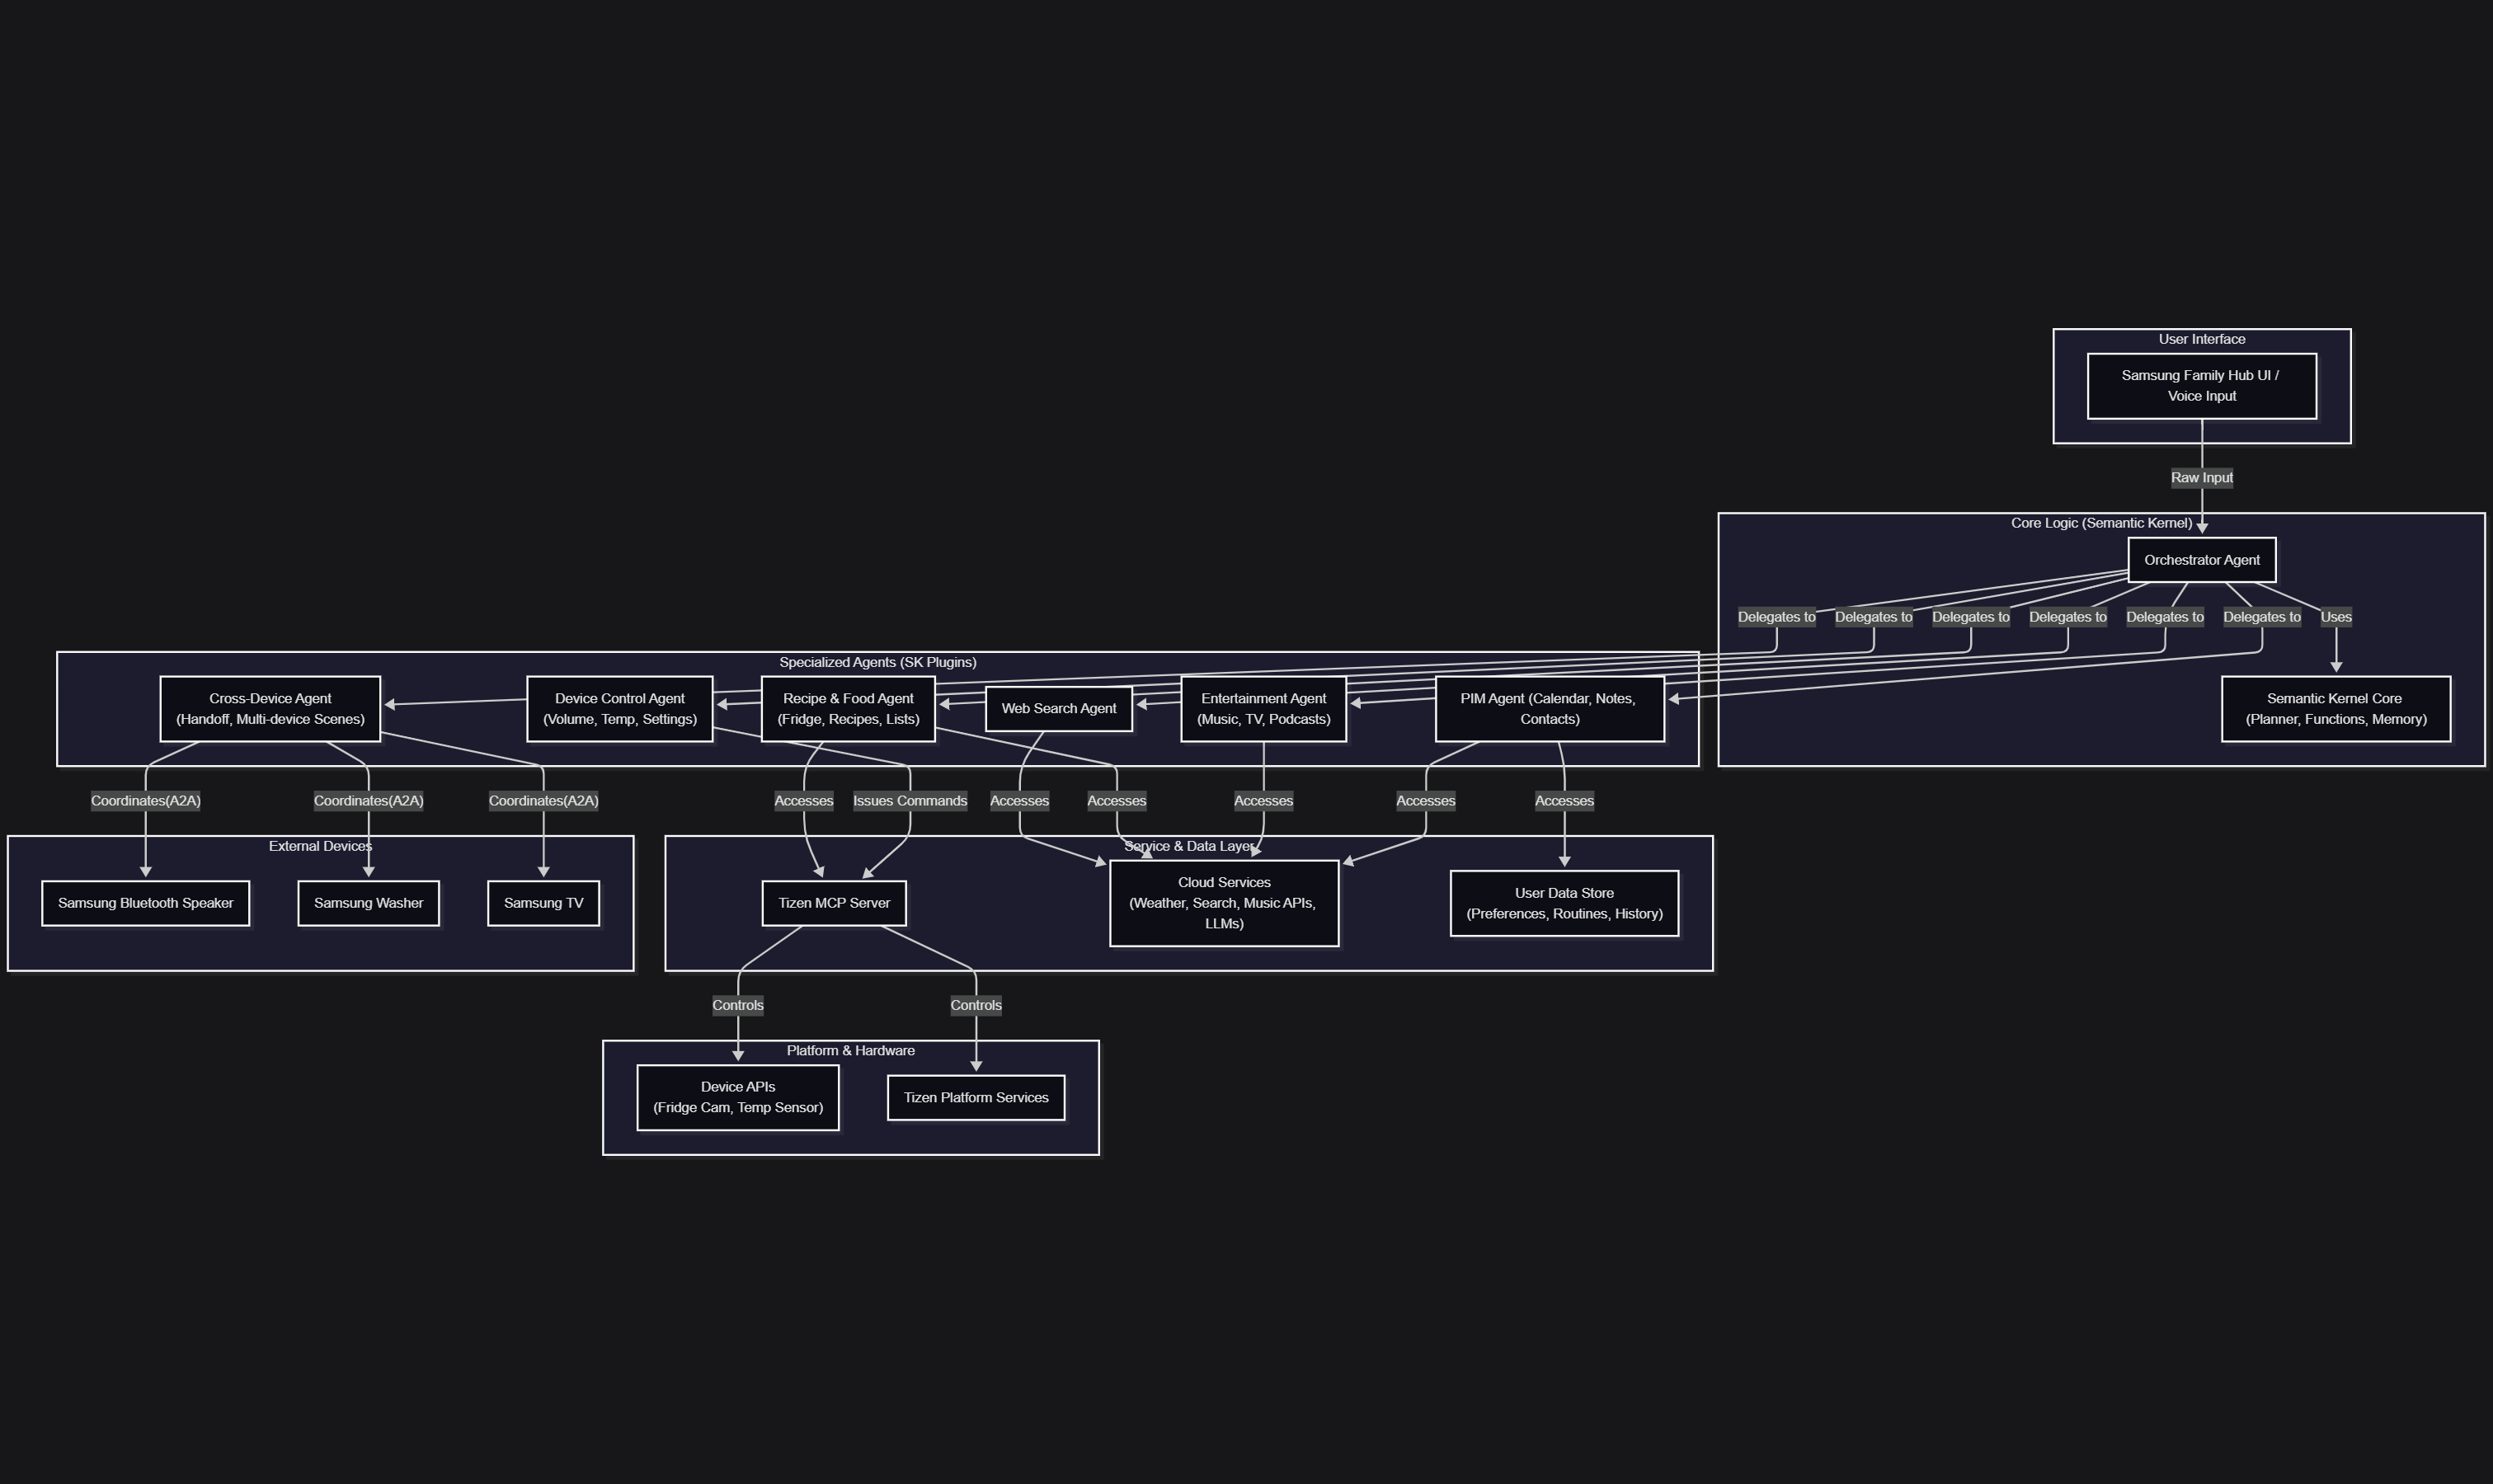 User Interface
Samsung Family Hub UI /
Voice Input
Raw Input
Core Logic (Semantic Kernel)
Orchestrator Agent
Delegates to
Delegates to
Delegates to
Delegates to
Delegates to
Delegates to
Uses
Semantic Kernel Core
(Planner, Functions, Memory)
Specialized Agents (SK Plugins)
Cross-Device Agent
(Handoff, Multi-device Scenes)
Device Control Agent
(Volume, Temp, Settings)
Recipe & Food Agent
(Fridge, Recipes, Lists)
Web Search Agent
Entertainment Agent
(Music, TV, Podcasts)
PIM Agent (Calendar, Notes,
Contacts)
Coordinates(A2A)
Coordinates(A2A)
Coordinates(A2A)
Accesses
Issues Commands
Accesses
Accesses
Accesses
Accesses
Accesses
External Devices
Samsung Bluetooth Speaker
Samsung Washer
Samsung TV
Service & Data Layer
Tizen MCP Server
Cloud Services
(Weather, Search, Music APIs,
LLMs)
User Data Store
(Preferences, Routines, History)
Controls
Controls
Platform & Hardware
Device APIs
(Fridge Cam, Temp Sensor)
Tizen Platform Services